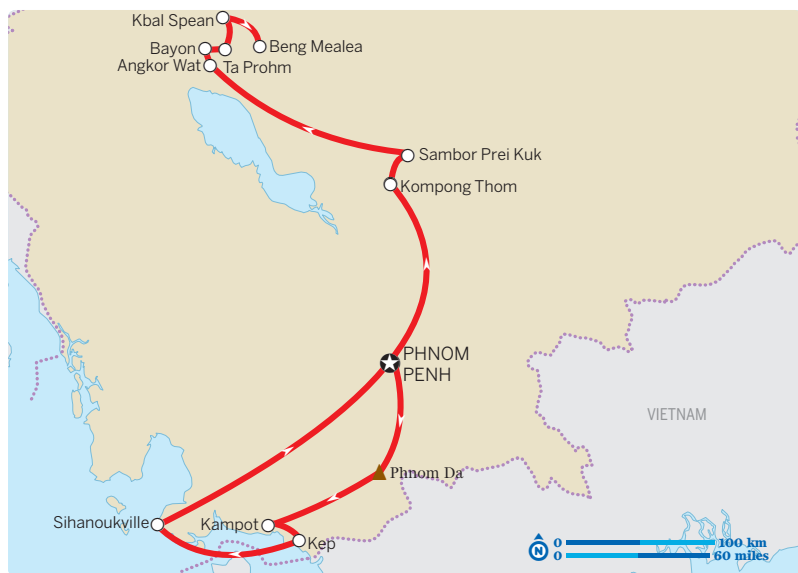 Kbal Spean
Bayon
Beng Mealea
Angkor Wat
Ta Prohm
Sambor Prei Kuk
Kompong Thom
PHNOM
PENH
VIETNAM
Phnom Da
Sihanoukville
Kampot
Kep
N
0 100 km
0 60 miles